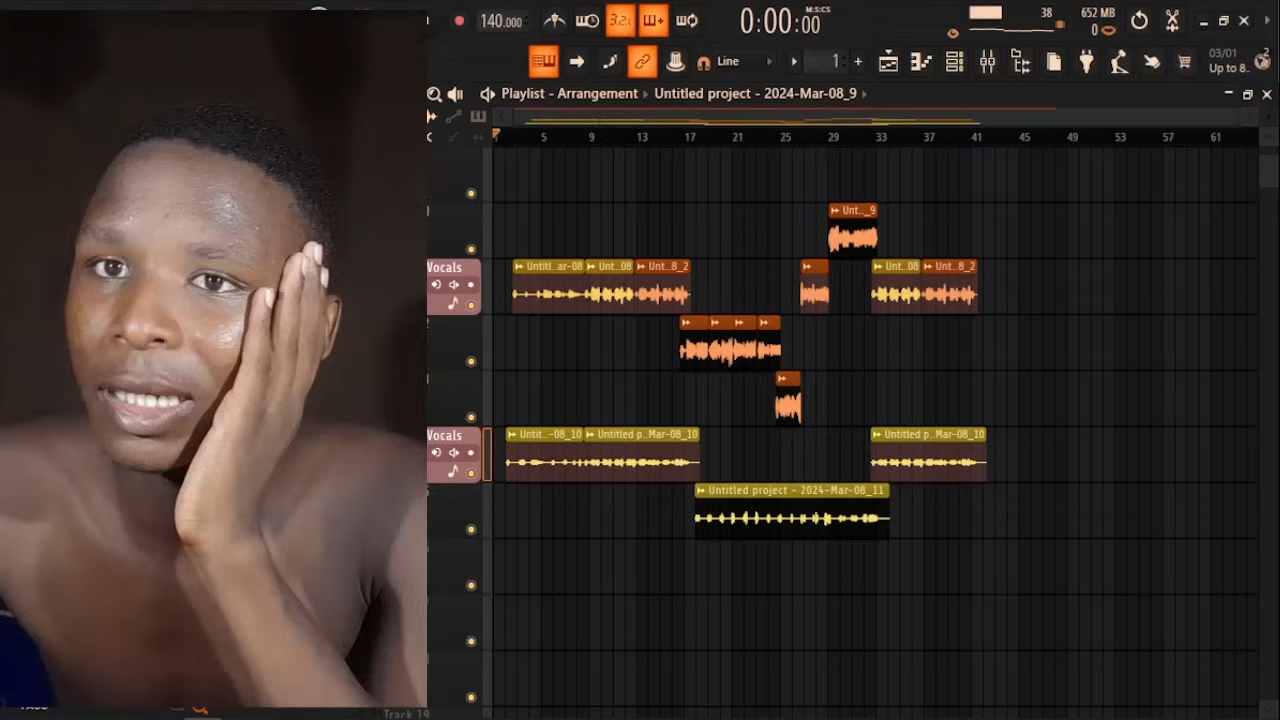 140.000
3.2.
0:00:00
M:S:CS
38
652 MB
0
Line
1
03/01
2
Up to 8..
Playlist - Arrangement
Untitled project - 2024-Mar-08_9
5 9 13 17 21 25 29 33 37 41 45 49 53 57 61
Unt.._9
Vocals
Untitl..ar-08
Unt..08
Unt..8_2
Unt..08
Unt..8_2
Vocals
Untit..-08_10
Untitled p..Mar-08_10
Untitled p..Mar-08_10
Untitled project - 2024-Mar-08_11
Track 19